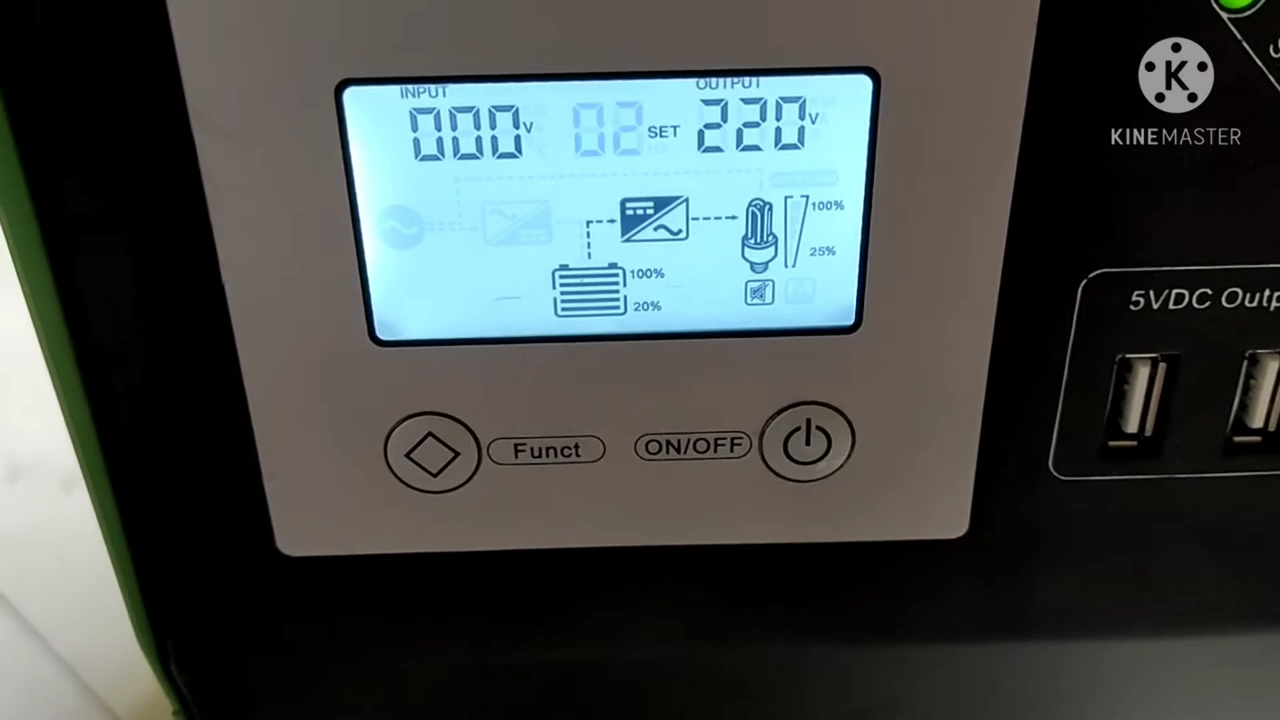 INPUT
OUTPUT
000V
02 SET
220V
100%
25%
100%
20%
Funct
ON/OFF
5VDC Outp
K
KINEMASTER